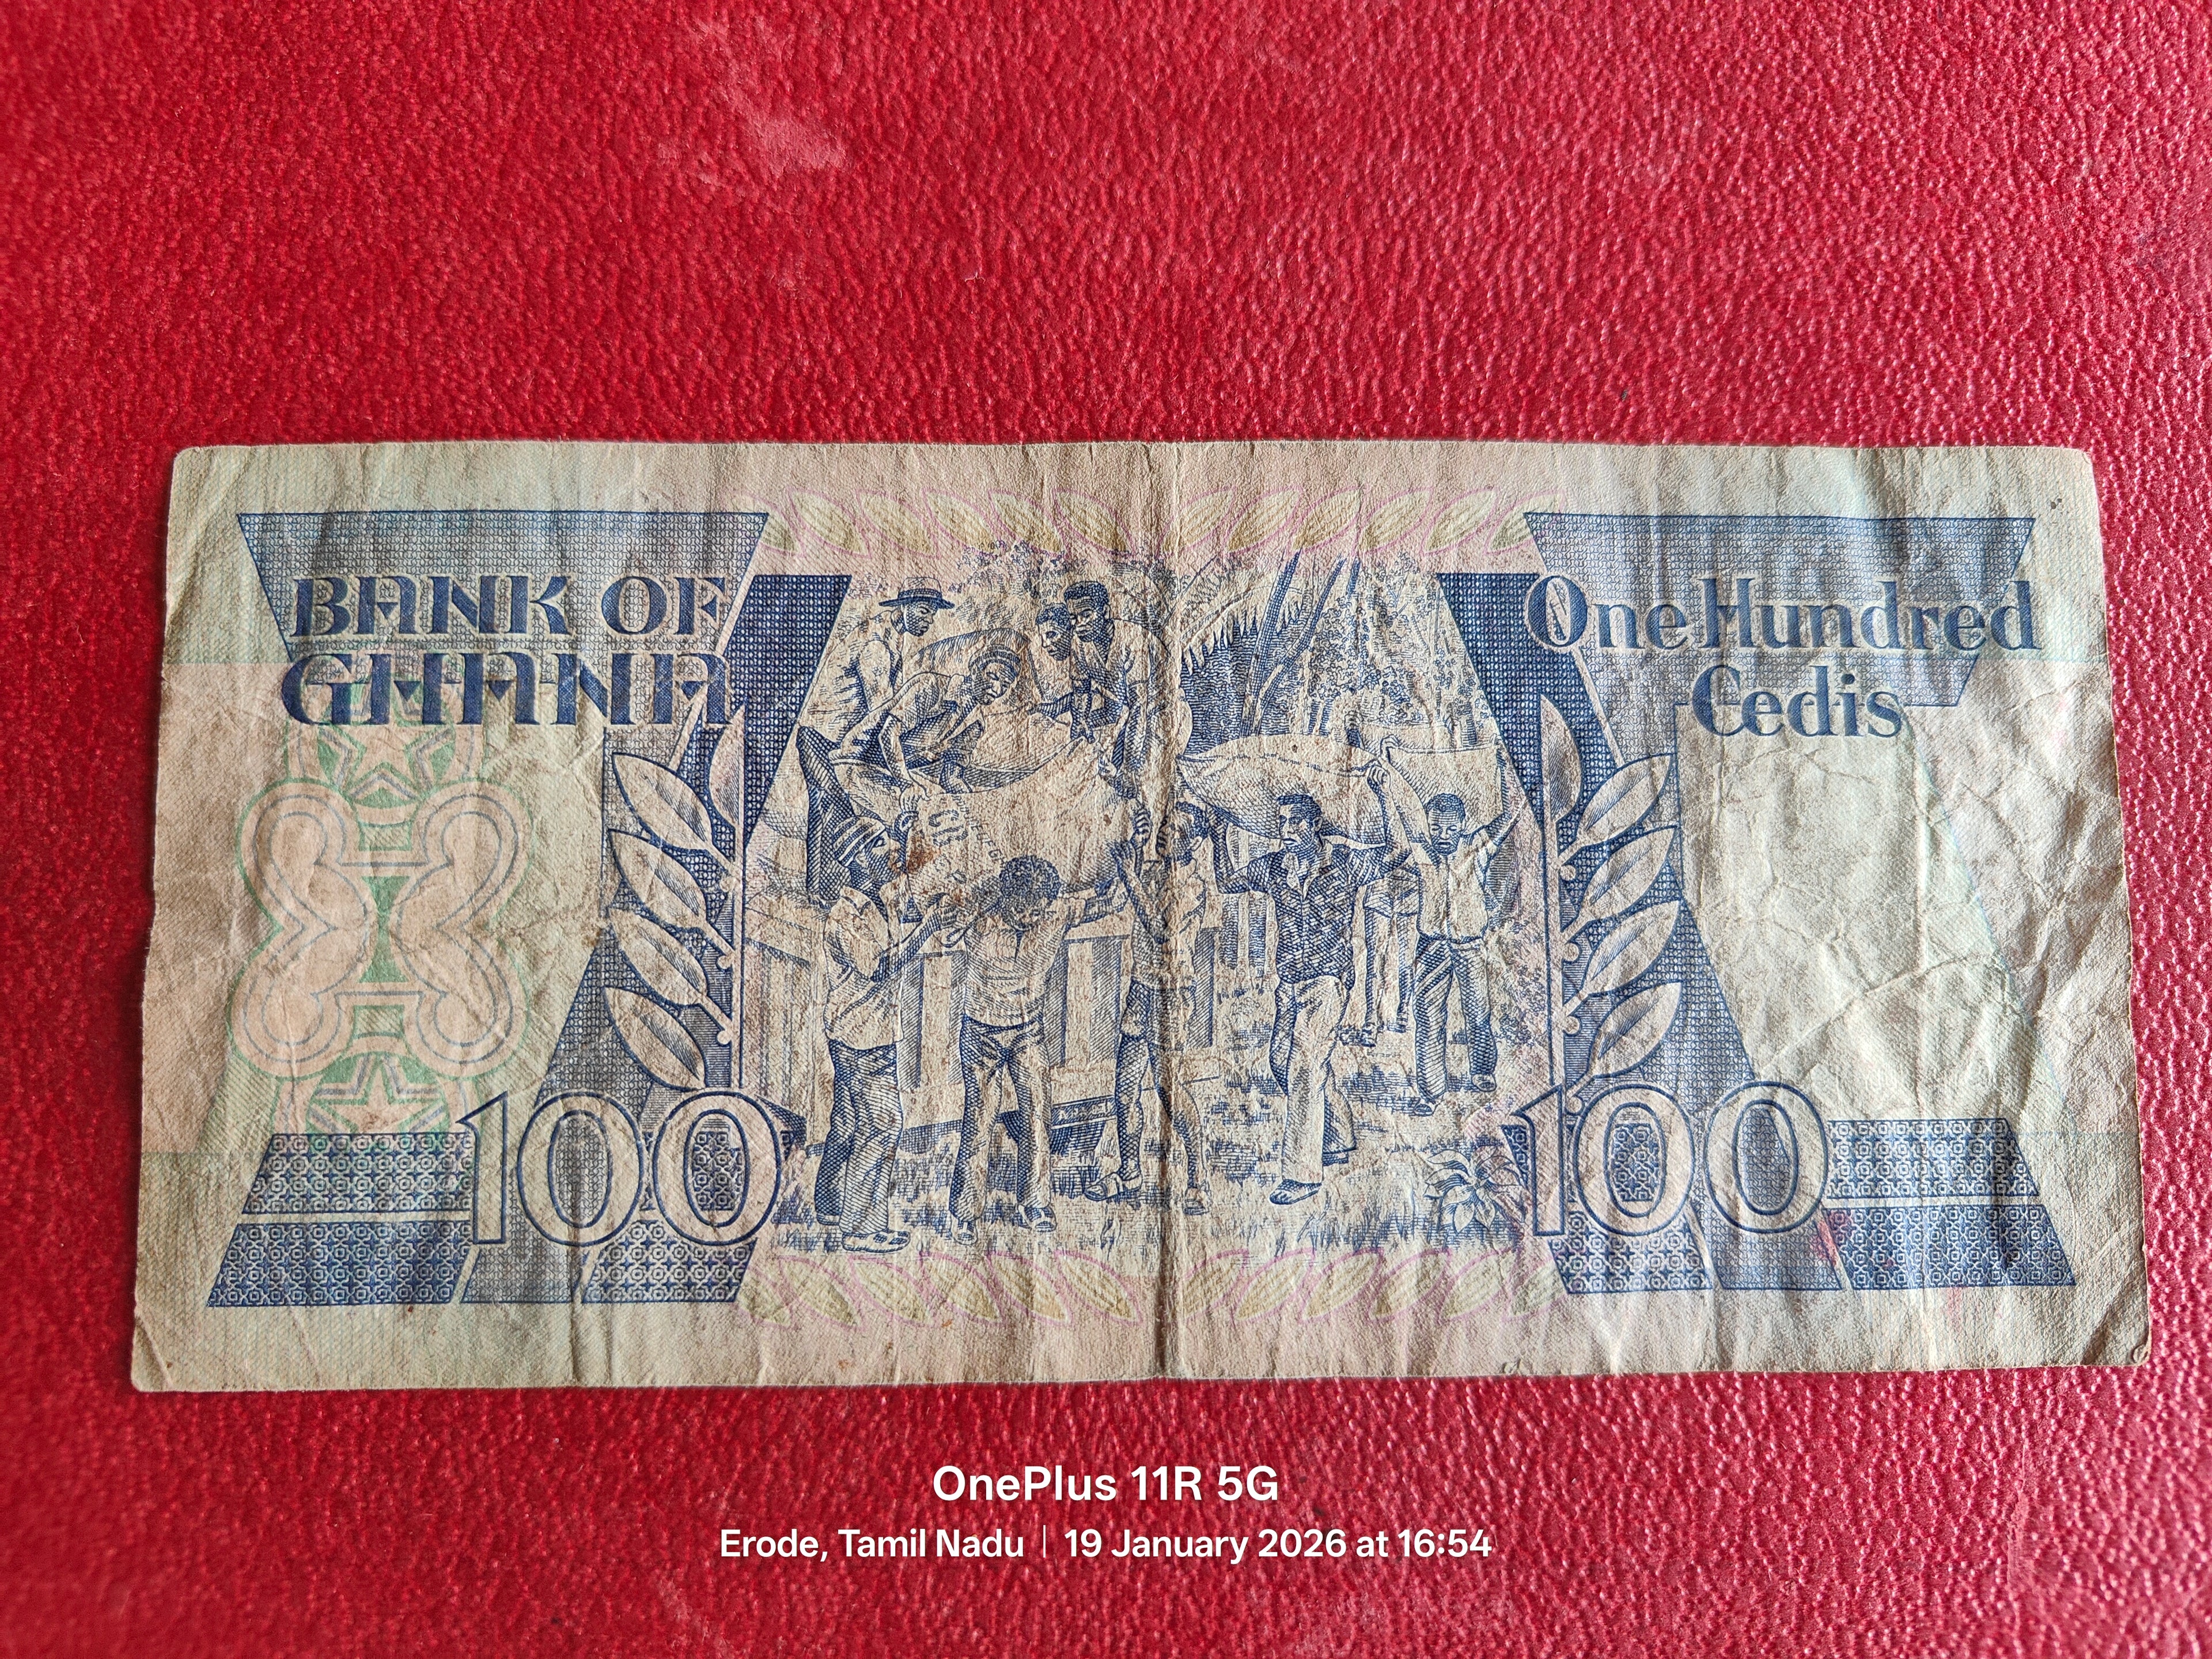 BANK OF
GHANA
One Hundred
Cedis
100
100
OnePlus 11R 5G
Erode, Tamil Nadu | 19 January 2026 at 16:54